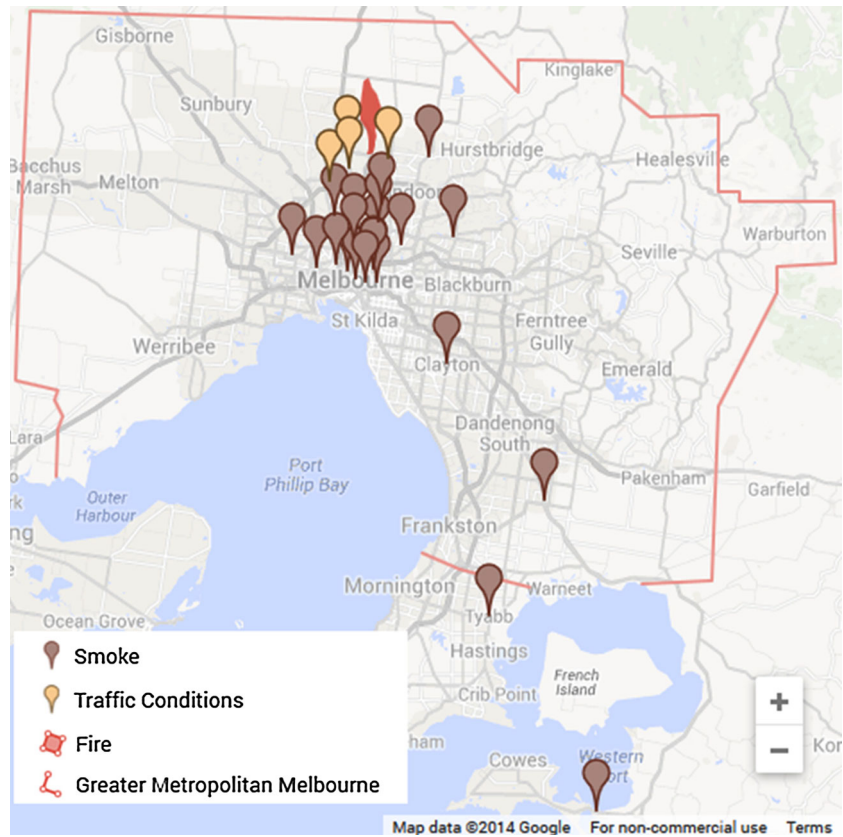 Gisborne
Kinglake
Sunbury
Hurstbridge
Healesville
Bacchus
Marsh
Melton
Warburton
Seville
Melbourne
Blackburn
St Kilda
Ferntree
Gully
Werribee
Clayton
Emerald
Lara
Dandenong
South
Port
Phillip Bay
Pakenham
Garfield
Outer
Harbour
Frankston
Mornington
Warneet
Ocean Grove
Tyabb
Hastings
French
Island
Crib Point
Cowes
Western
Smoke
Traffic Conditions
Fire
Greater Metropolitan Melbourne
+
−
Map data ©2014 Google For non-commercial use Terms